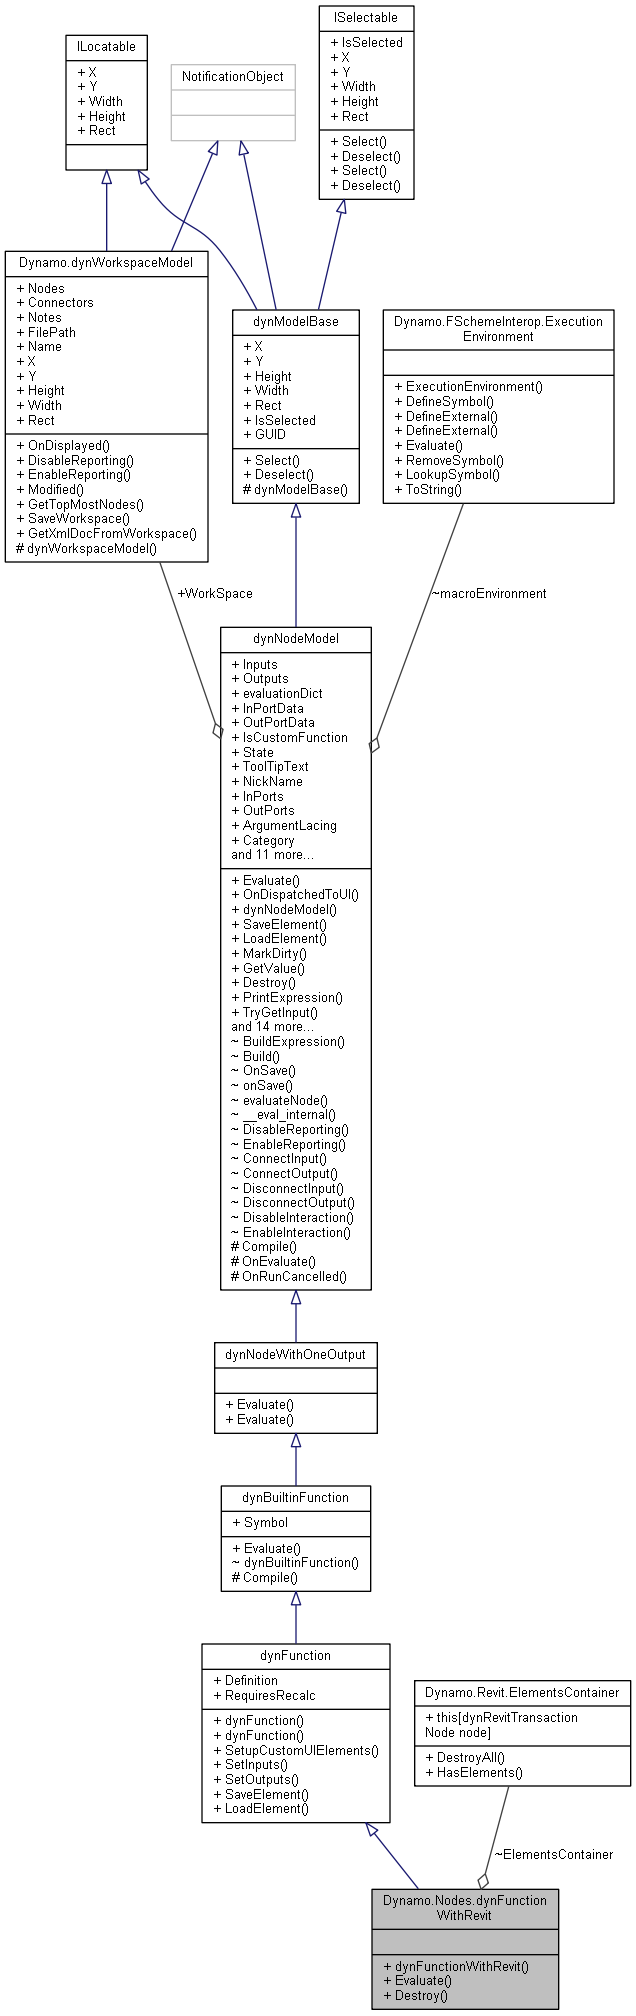 ISelectable
+ IsSelected
+ X
+ Y
+ Width
+ Height
+ Rect
+ Select()
+ Deselect()
+ Select()
+ Deselect()
ILocatable
+ X
+ Y
+ Width
+ Height
+ Rect
NotificationObject
Dynamo.dynWorkspaceModel
+ Nodes
+ Connectors
+ Notes
+ FilePath
+ Name
+ X
+ Y
+ Height
+ Width
+ Rect
+ OnDisplayed()
+ DisableReporting()
+ EnableReporting()
+ Modified()
+ GetTopMostNodes()
+ SaveWorkspace()
+ GetXmlDocFromWorkspace()
# dynWorkspaceModel()
dynModelBase
+ X
+ Y
+ Height
+ Width
+ Rect
+ IsSelected
+ GUID
+ Select()
+ Deselect()
# dynModelBase()
Dynamo.FSchemeInterop.Execution
Environment
+ ExecutionEnvironment()
+ DefineSymbol()
+ DefineExternal()
+ DefineExternal()
+ Evaluate()
+ RemoveSymbol()
+ LookupSymbol()
+ ToString()
+WorkSpace
~macroEnvironment
dynNodeModel
+ Inputs
+ Outputs
+ evaluationDict
+ InPortData
+ OutPortData
+ IsCustomFunction
+ State
+ ToolTipText
+ NickName
+ InPorts
+ OutPorts
+ ArgumentLacing
+ Category
and 11 more...
+ Evaluate()
+ OnDispatchedToUI()
+ dynNodeModel()
+ SaveElement()
+ LoadElement()
+ MarkDirty()
+ GetValue()
+ Destroy()
+ PrintExpression()
+ TryGetInput()
and 14 more...
~ BuildExpression()
~ Build()
~ OnSave()
~ onSave()
~ evaluateNode()
~ __eval_internal()
~ DisableReporting()
~ EnableReporting()
~ ConnectInput()
~ ConnectOutput()
~ DisconnectInput()
~ DisconnectOutput()
~ DisableInteraction()
~ EnableInteraction()
# Compile()
# OnEvaluate()
# OnRunCancelled()
dynNodeWithOneOutput
+ Evaluate()
+ Evaluate()
dynBuiltinFunction
+ Symbol
+ Evaluate()
~ dynBuiltinFunction()
# Compile()
dynFunction
+ Definition
+ RequiresRecalc
+ dynFunction()
+ dynFunction()
+ SetupCustomUIElements()
+ SetInputs()
+ SetOutputs()
+ SaveElement()
+ LoadElement()
Dynamo.Revit.ElementsContainer
+ this[dynRevitTransaction
Node node]
+ DestroyAll()
+ HasElements()
~ElementsContainer
Dynamo.Nodes.dynFunction
WithRevit
+ dynFunctionWithRevit()
+ Evaluate()
+ Destroy()